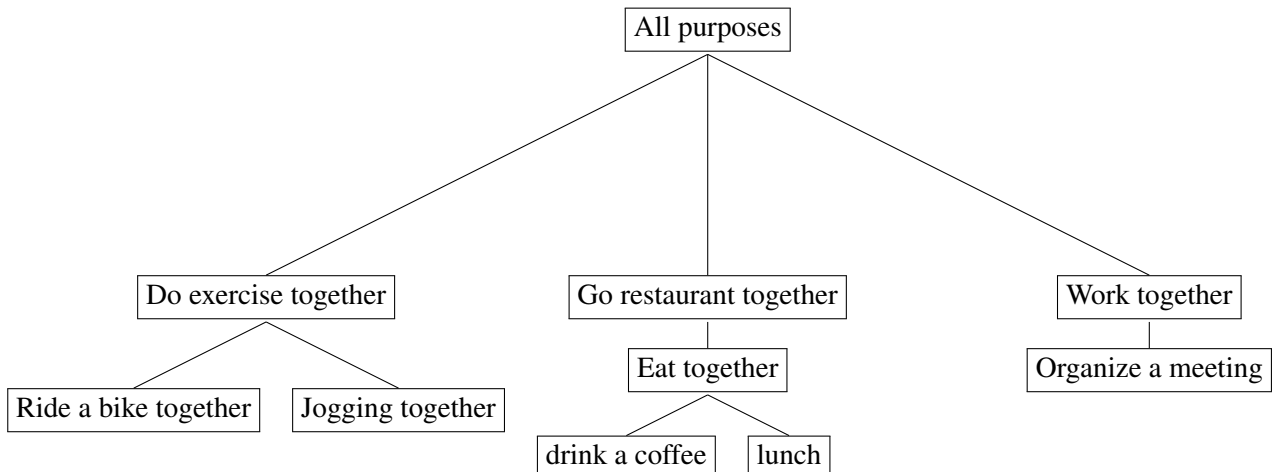 All purposes
Do exercise together
Go restaurant together
Work together
Eat together
Organize a meeting
Ride a bike together
Jogging together
drink a coffee
lunch